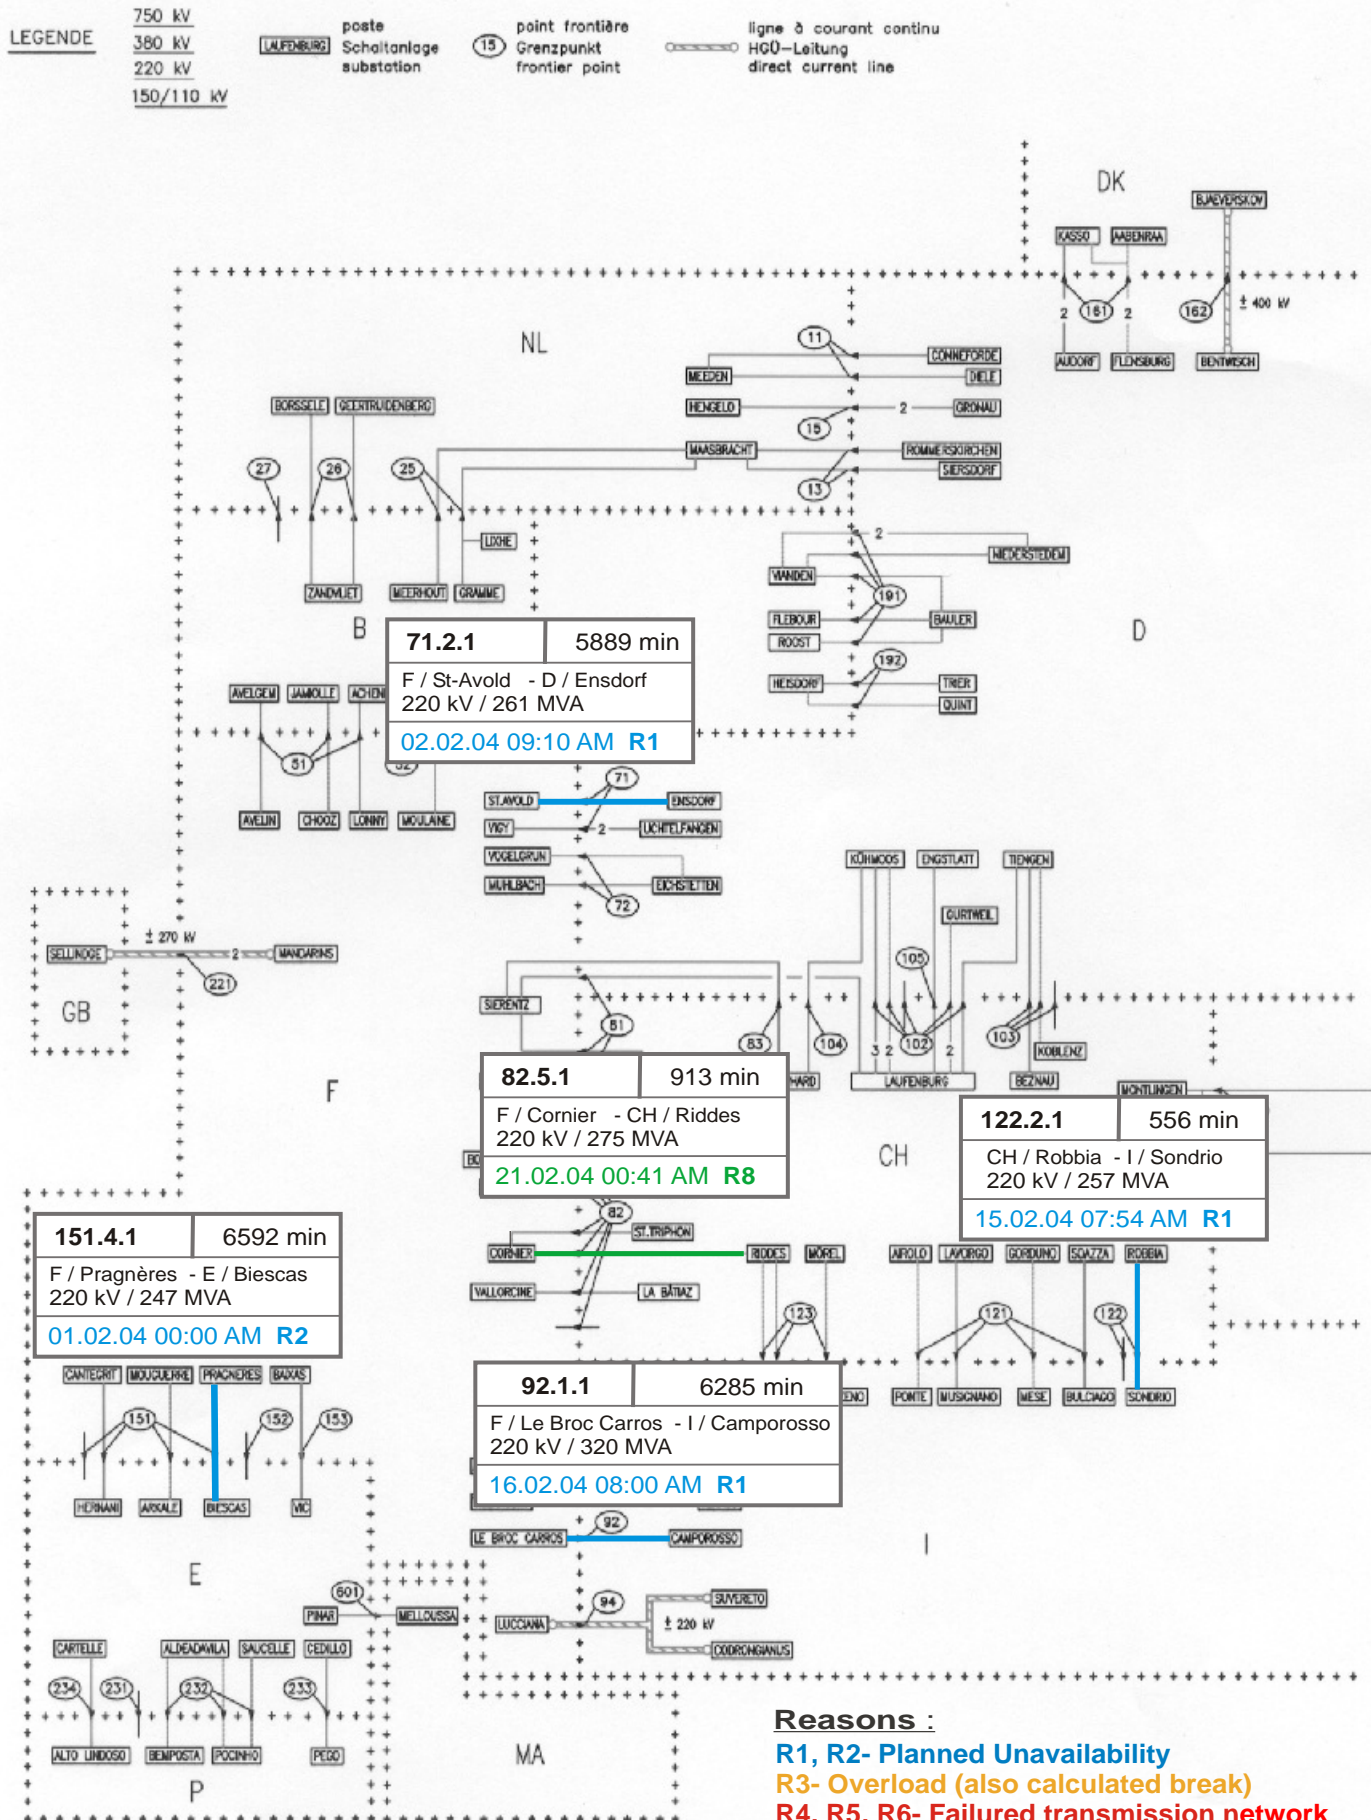 LEGENDE
750 kV
380 kV
220 kV
150/110 kV
LAUFENBURG
poste
Schaltanlage
substation
15
point frontière
Grenzpunkt
frontier point
ligne à courant continu
HGÜ-Leitung
direct current line
DK
BJAEVERSKOV
KASSO AABENRAA
2 161 2 162 ± 400 kV
AUDORF FLENSBURG BENTWISCH
NL
11
CONNEFORDE
MEEDEN DIELE
HENGELO 2 GRONAU
15
BORSSELE GEERTRUIDENBERG
MAASBRACHT ROMMERSKIRCHEN
SIERSDORF
27 26 25 13
LIXHE
2
NIEDERSTEDEM
VIANDEN
191
ZANDVLIET MEERHOUT GRAMME
FLEBOUR BAULER
ROOST
B D
192
HEISDORF TRIER
QUINT
71.2.1 5889 min
F / St-Avold - D / Ensdorf
220 kV / 261 MVA
02.02.04 09:10 AM R1
AVELGEM JAMIOLLE ACHEN
51
AVELIN CHOOZ LONNY MOULAINE
71
ST.AVOLD ENSDORF
VIGY 2 UCHTELFANGEN
VOGELGRUN
MUHLBACH EICHSTETTEN
72
KÜHMOOS ENGSTLATT TIENGEN
GURTWEIL
SELLINDGE ± 270 kV 2 MANDARINS
221
GB
105
SIERENTZ
81 83 104 3 2 102 2 103
KOBLENZ
HARD LAUFENBURG BEZNAU
MONTLINGEN
F
82.5.1 913 min
F / Cornier - CH / Riddes
220 kV / 275 MVA
21.02.04 00:41 AM R8
CH
122.2.1 556 min
CH / Robbia - I / Sondrio
220 kV / 257 MVA
15.02.04 07:54 AM R1
BO
82
ST.TRIPHON
CORNIER RIDDES MÖREL AIROLO LAVORGO GORDUNO SOAZZA ROBBIA
VALLORCINE LA BÂTIAZ
123 121 122
151.4.1 6592 min
F / Pragnères - E / Biescas
220 kV / 247 MVA
01.02.04 00:00 AM R2
CANTEGRIT MOUGUERRE PRAGNERES BAIXAS
151 152 153
HERNANI ARKALE BIESCAS VIC
ENO PONTE MUSIGNANO MESE BULCIAGO SONDRIO
92.1.1 6285 min
F / Le Broc Carros - I / Camporosso
220 kV / 320 MVA
16.02.04 08:00 AM R1
92
LE BROC CARROS CAMPOROSSO
I
E
601
PINAR MELLOUSSA
94
SUVERETO
LUCCIANA ± 220 kV
CODRONGIANUS
CARTELLE ALDEADAVILA SAUCELLE CEDILLO
234 231 232 233
ALTO LINDOSO BEMPOSTA POCINHO PEGO
P
MA
Reasons :
R1, R2- Planned Unavailability
R3- Overload (also calculated break)
R4, R5, R6- Failured transmission network